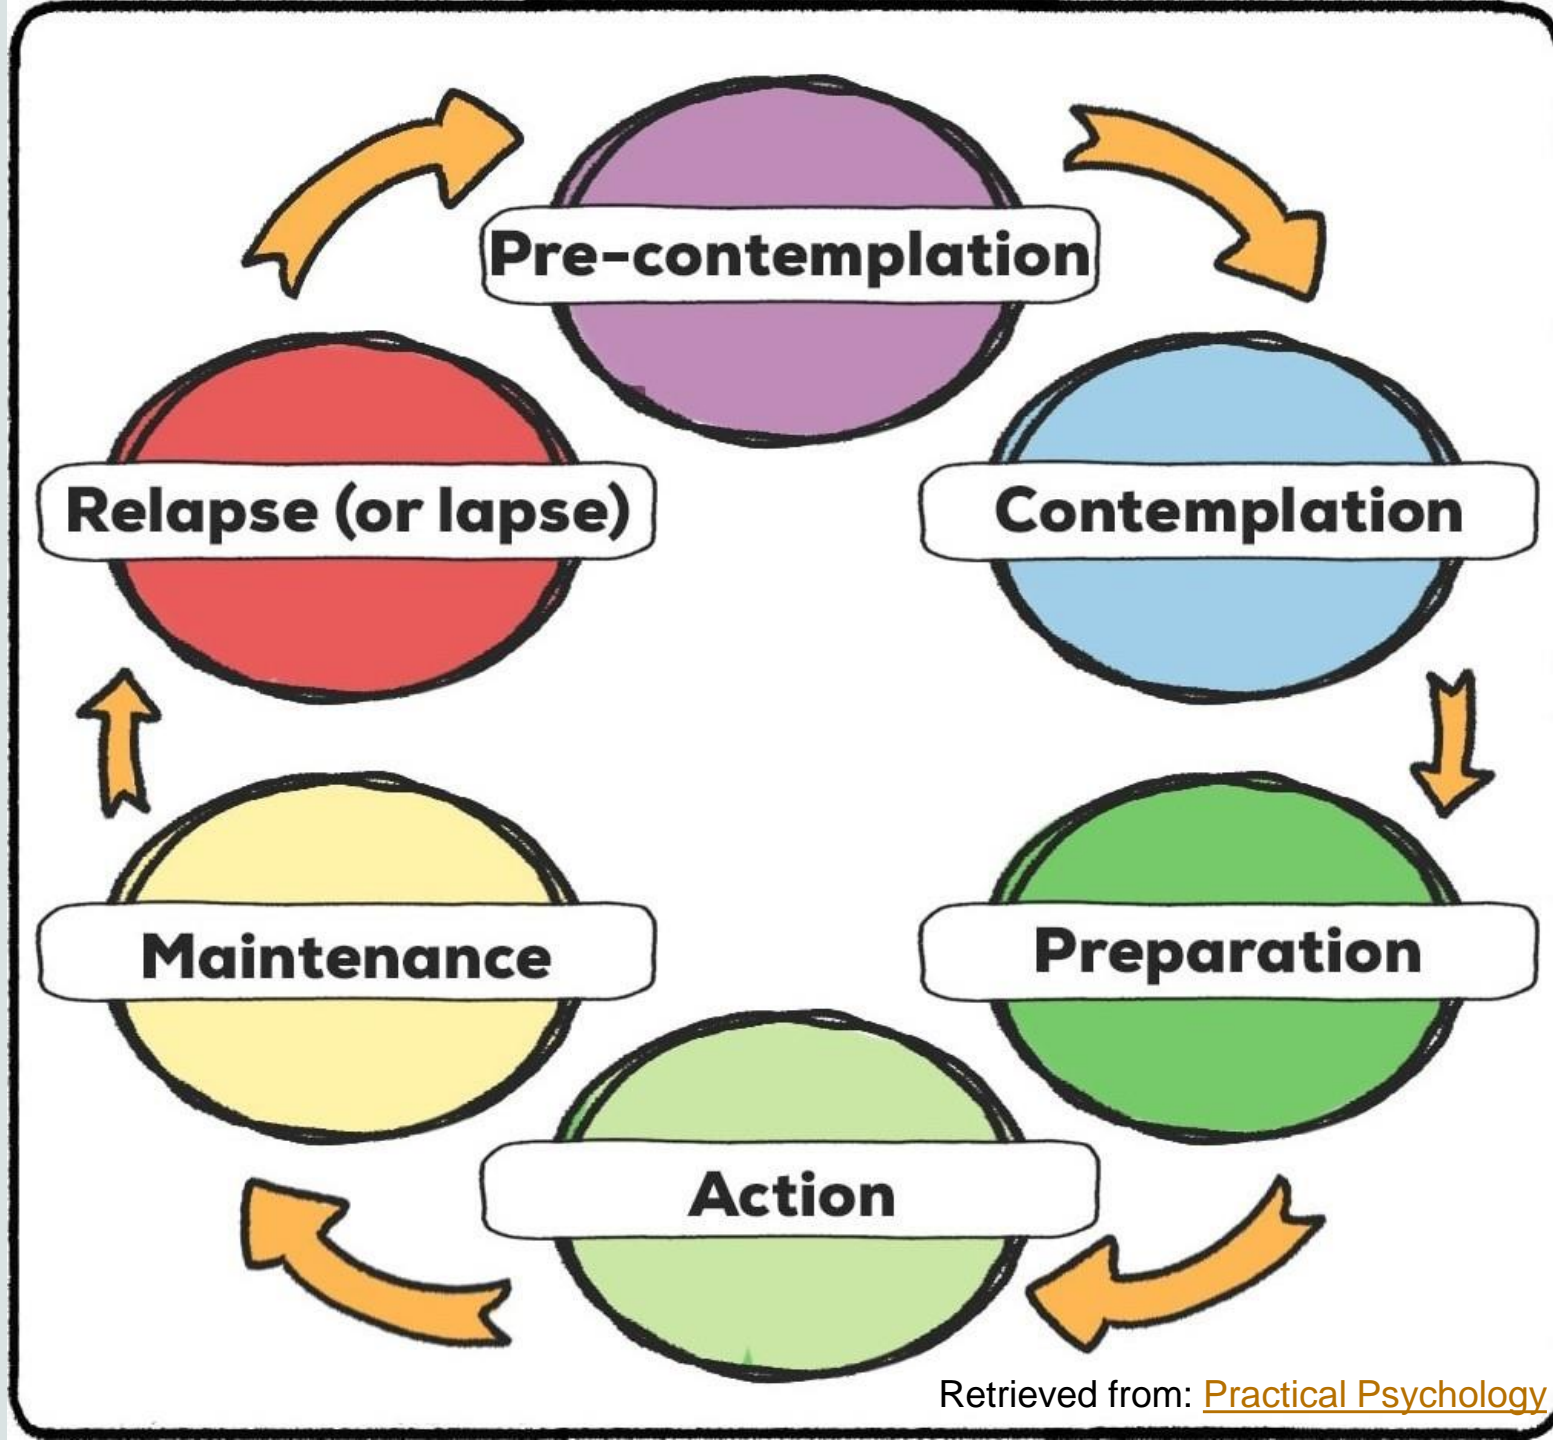 Pre-contemplation
Contemplation
Preparation
Action
Maintenance
Relapse (or lapse)
Retrieved from: Practical Psychology